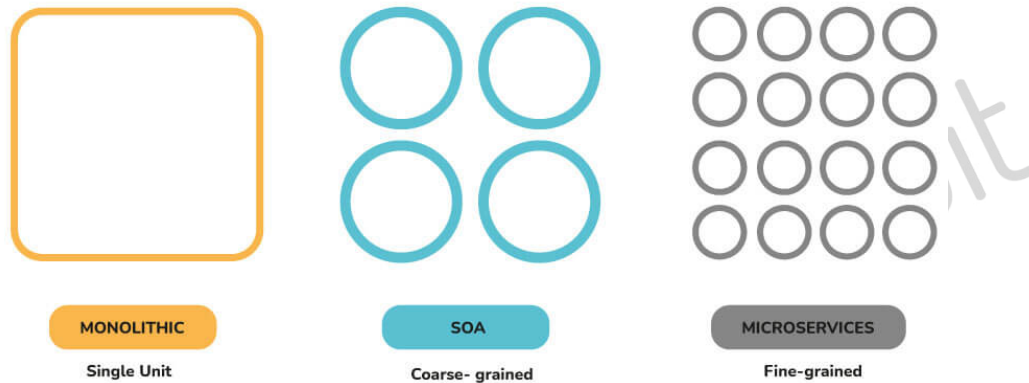 MONOLITHIC
SOA
MICROSERVICES
Single Unit
Coarse- grained
Fine-grained